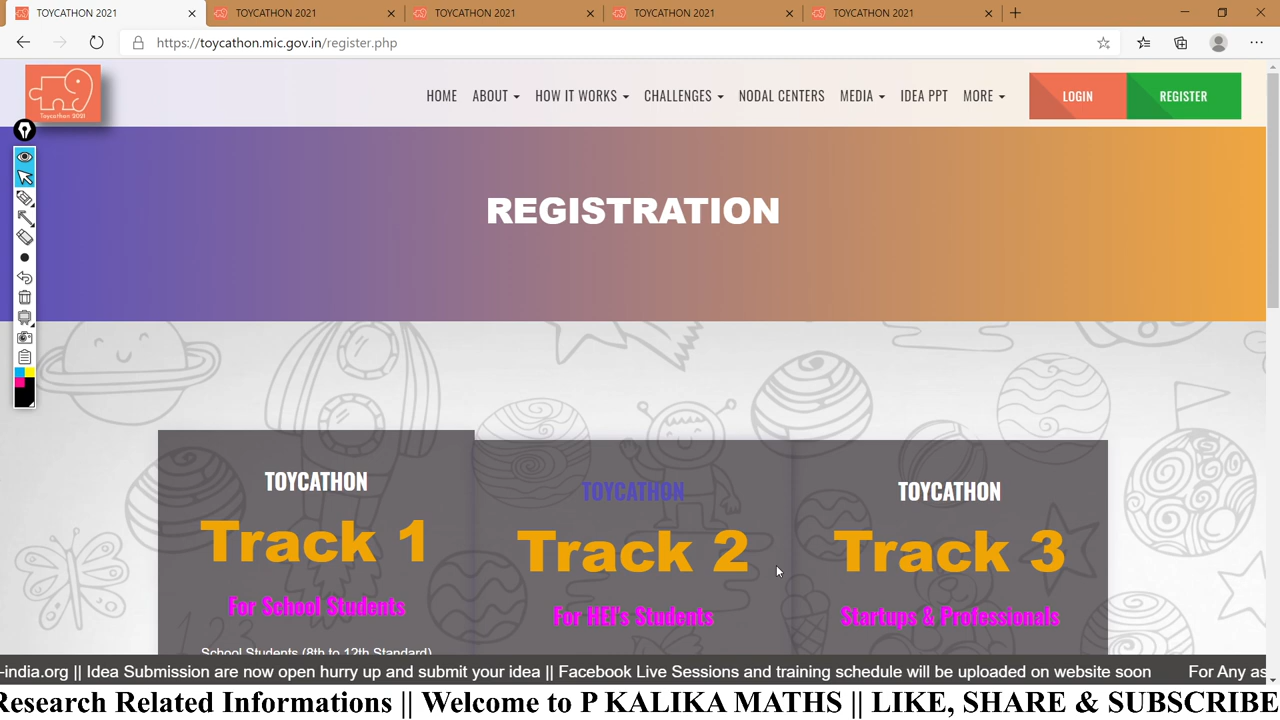 TOYCATHON 2021
TOYCATHON 2021
TOYCATHON 2021
TOYCATHON 2021
TOYCATHON 2021
https://toycathon.mic.gov.in/register.php
Toycathon 2021
HOME ABOUT HOW IT WORKS CHALLENGES NODAL CENTERS MEDIA IDEA PPT MORE LOGIN REGISTER
REGISTRATION
TOYCATHON
Track 1
For School Students
School Students (8th to 12th Standard)
TOYCATHON
Track 2
For HEI's Students
TOYCATHON
Track 3
Startups & Professionals
-india.org || Idea Submission are now open hurry up and submit your idea || Facebook Live Sessions and training schedule will be uploaded on website soon For Any as
Research Related Informations || Welcome to P KALIKA MATHS || LIKE, SHARE & SUBSCRIBE